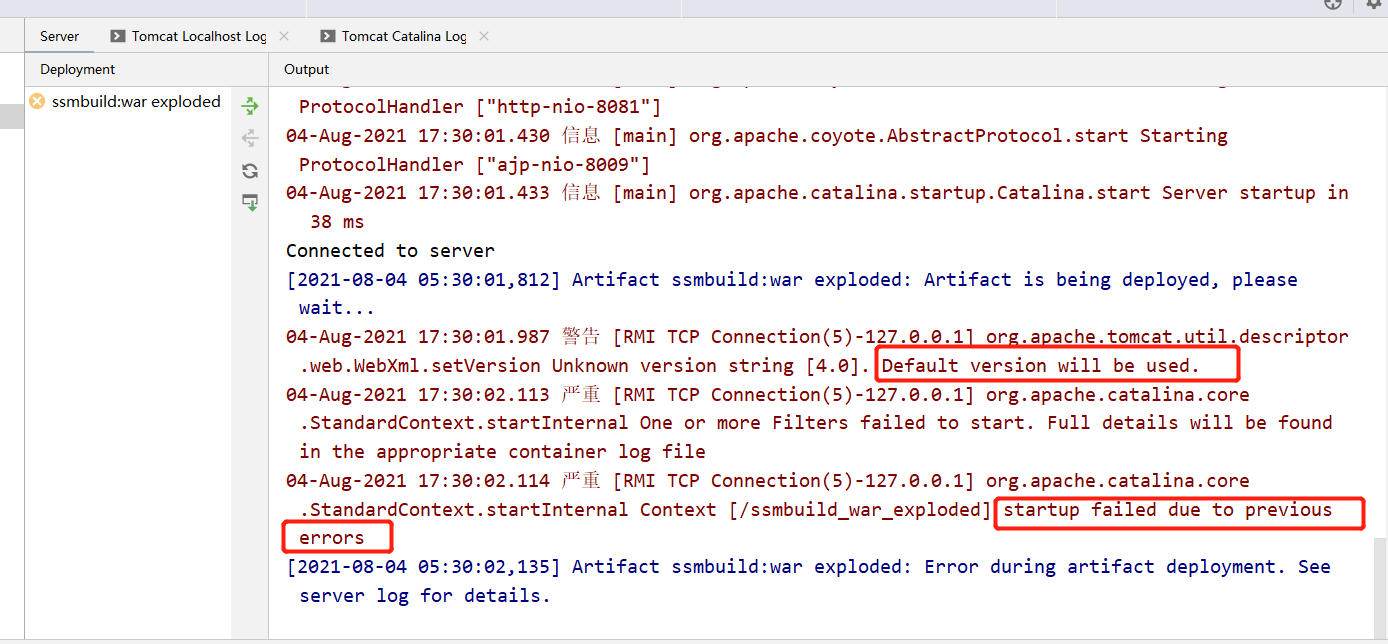 Server
Tomcat Localhost Log
Tomcat Catalina Log
Deployment
Output
ssmbuild:war exploded
ProtocolHandler ["http-nio-8081"]
04-Aug-2021 17:30:01.430 信息 [main] org.apache.coyote.AbstractProtocol.start Starting
ProtocolHandler ["ajp-nio-8009"]
04-Aug-2021 17:30:01.433 信息 [main] org.apache.catalina.startup.Catalina.start Server startup in
38 ms
Connected to server
[2021-08-04 05:30:01,812] Artifact ssmbuild:war exploded: Artifact is being deployed, please
wait...
04-Aug-2021 17:30:01.987 警告 [RMI TCP Connection(5)-127.0.0.1] org.apache.tomcat.util.descriptor
.web.WebXml.setVersion Unknown version string [4.0]. Default version will be used.
04-Aug-2021 17:30:02.113 严重 [RMI TCP Connection(5)-127.0.0.1] org.apache.catalina.core
.StandardContext.startInternal One or more Filters failed to start. Full details will be found
in the appropriate container log file
04-Aug-2021 17:30:02.114 严重 [RMI TCP Connection(5)-127.0.0.1] org.apache.catalina.core
.StandardContext.startInternal Context [/ssmbuild_war_exploded] startup failed due to previous
errors
[2021-08-04 05:30:02,135] Artifact ssmbuild:war exploded: Error during artifact deployment. See
server log for details.